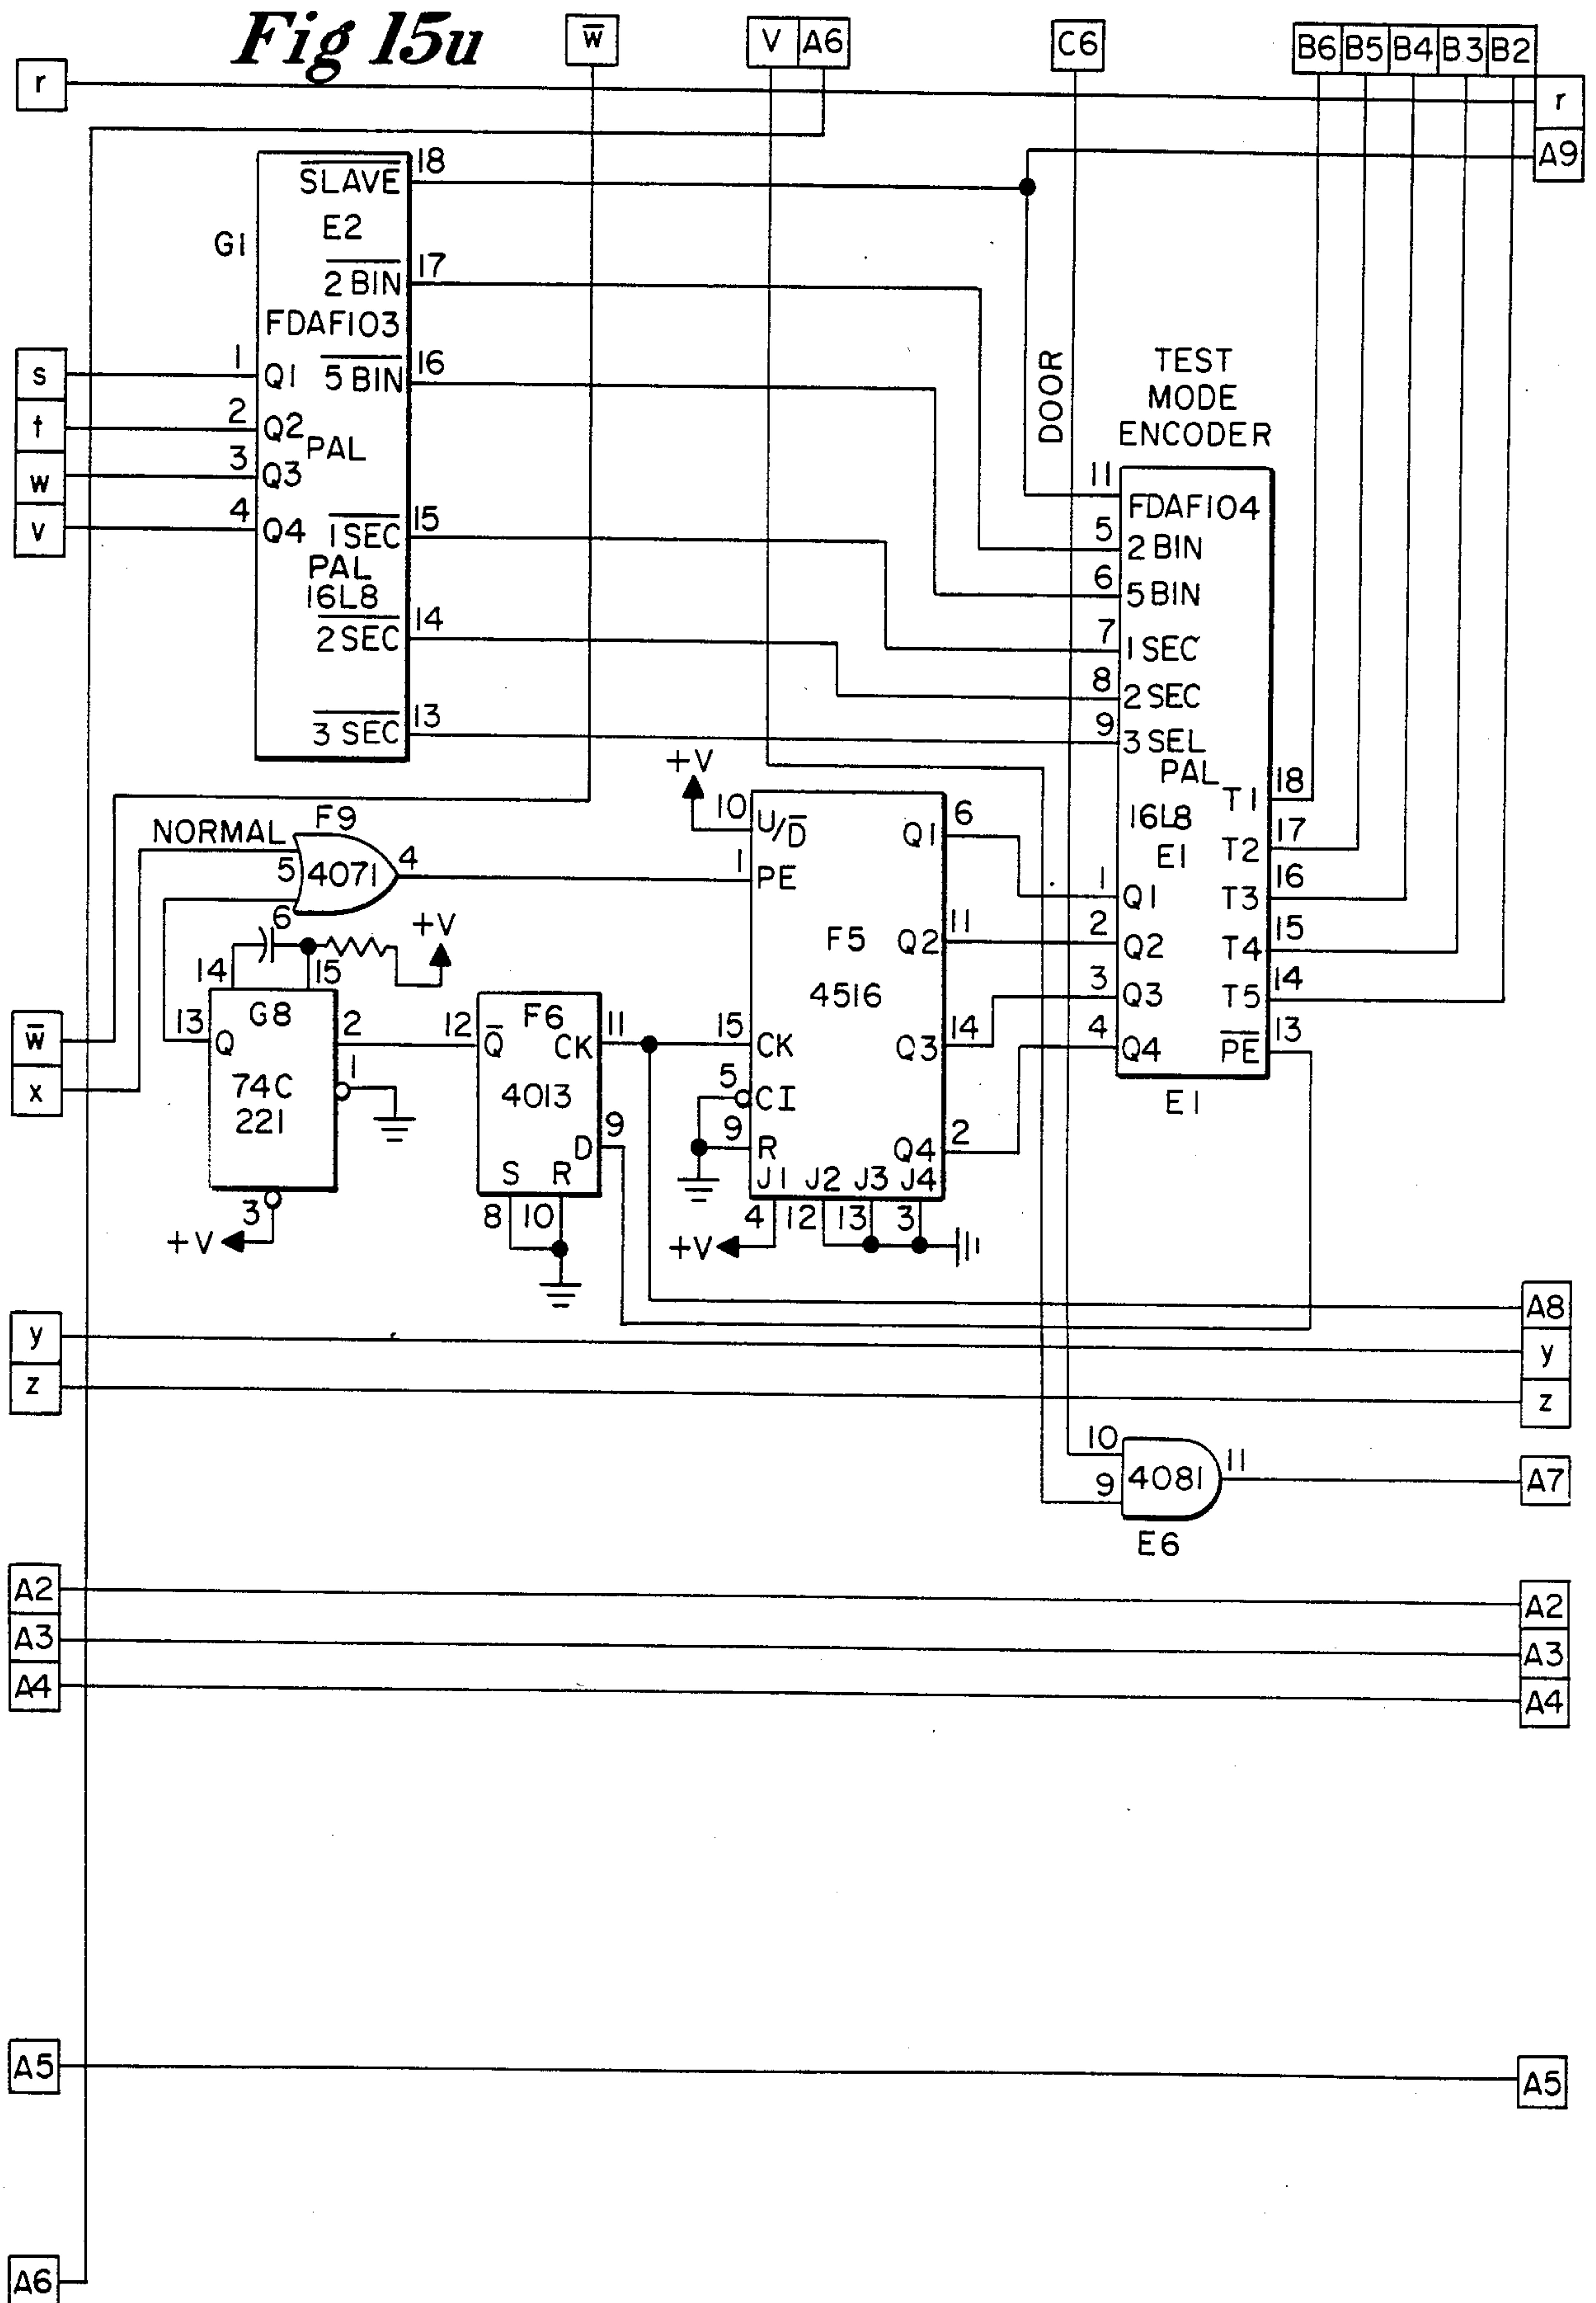 Fig 15u
w̅
V A6
C6
B6 B5 B4 B3 B2
r
r
A9
S̅L̅A̅V̅E̅ 18
G1
E2
2̅ ̅B̅I̅N̅ 17
FDAF103
5̅ ̅B̅I̅N̅ 16
s 1 Q1
t 2 Q2
PAL
w 3 Q3
v 4 Q4
1̅ ̅S̅E̅C̅ 15
PAL
16L8
2̅ ̅S̅E̅C̅ 14
3̅ ̅S̅E̅C̅ 13
DOOR
TEST
MODE
ENCODER
11 FDAF104
5 2 BIN
6 5 BIN
7 1 SEC
8 2 SEC
9 3 SEL
PAL
16L8
E1
T1 18
T2 17
T3 16
T4 15
T5 14
P̅E̅ 13
1 Q1
2 Q2
3 Q3
4 Q4
E1
+V
10 U/D̅
1 PE
F5
4516
Q1 6
Q2 11
Q3 14
Q4 2
15 CK
5 CI
9 R
J1 J2 J3 J4
4 12 13 3
+V
NORMAL
F9
5 4071 4
6
+V
14 15
G8
13 Q 2
74C
221
1
3
+V
F6
12 Q̅ CK 11
4013
D 9
S R
8 10
w̅
x
A8
y y
z z
10
4081 11
9
E6
A7
A2 A2
A3 A3
A4 A4
A5 A5
A6